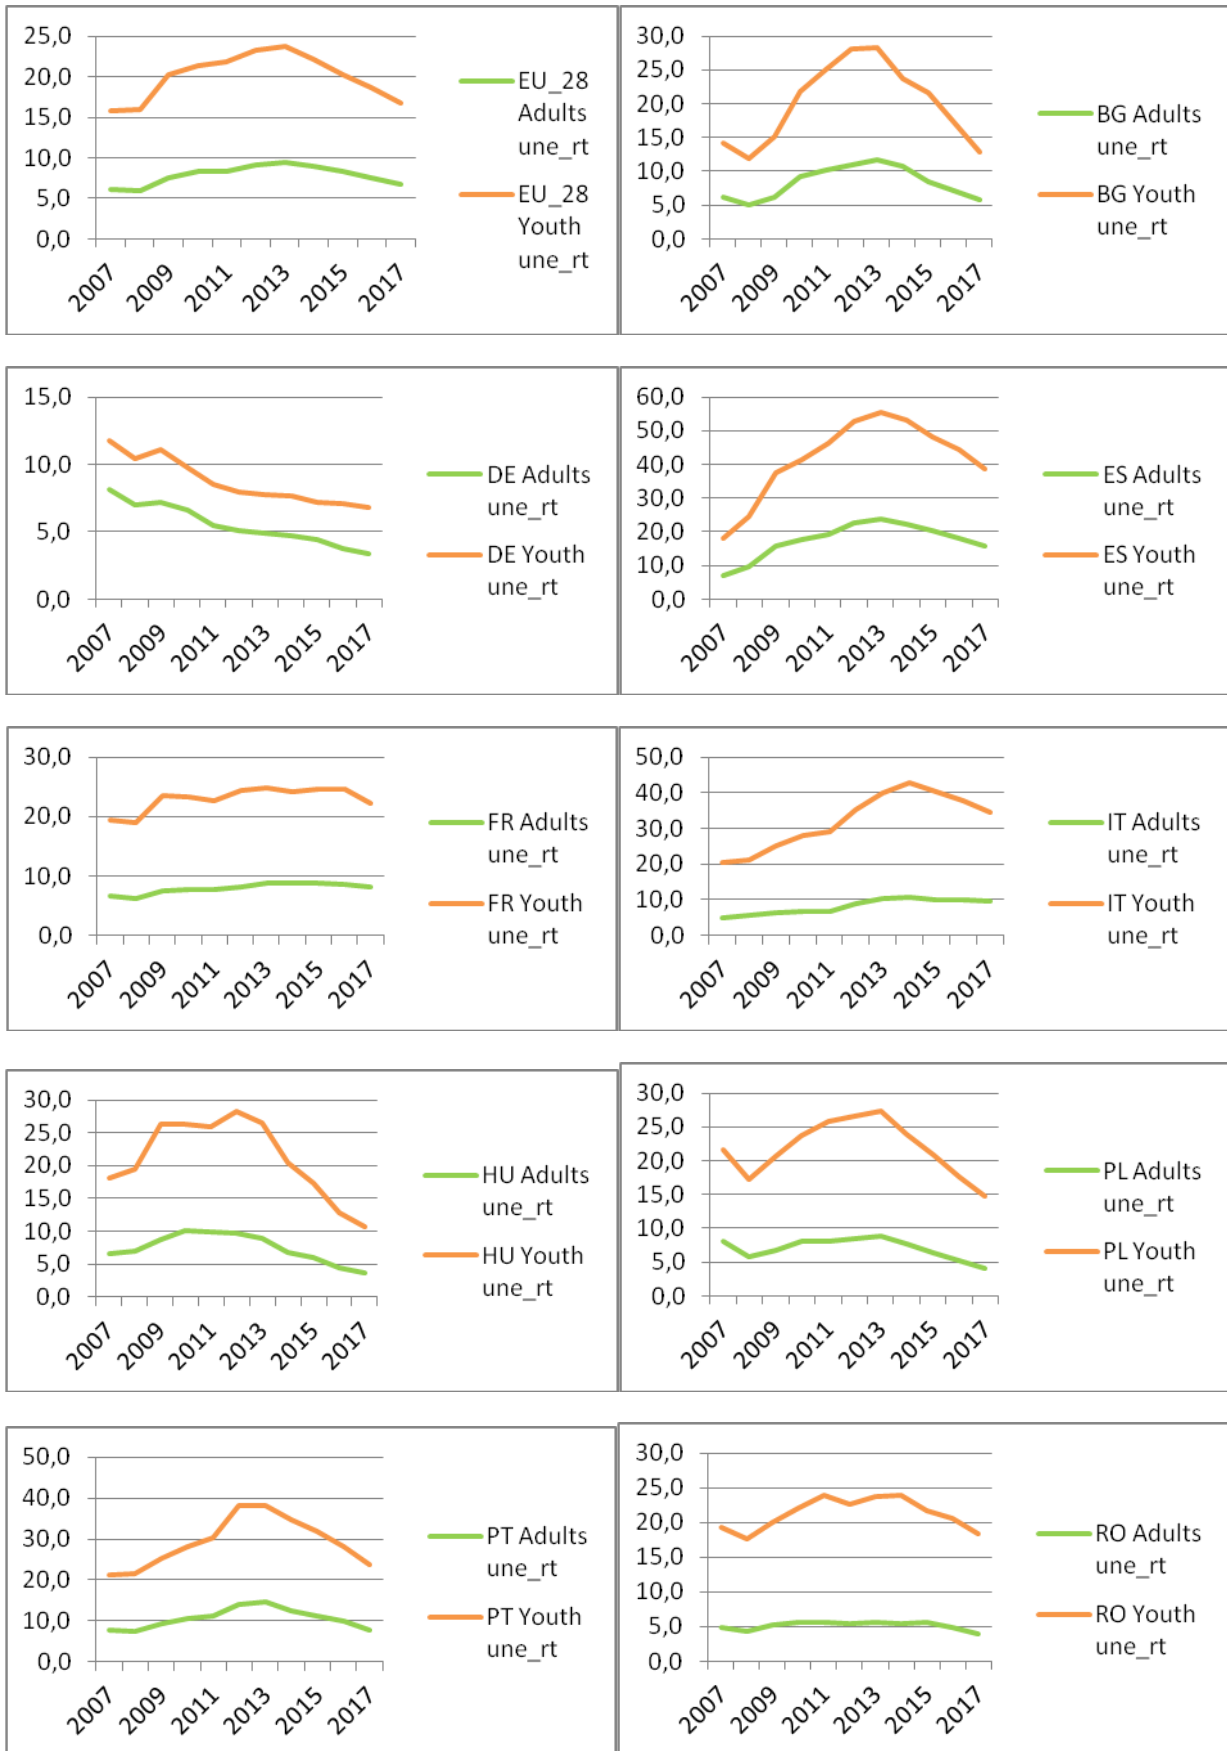 25,0
20,0
15,0
10,0
5,0
0,0
2007
2009
2011
2013
2015
2017
EU_28
Adults
une_rt
EU_28
Youth
une_rt
30,0
25,0
20,0
15,0
10,0
5,0
0,0
2007
2009
2011
2013
2015
2017
BG Adults
une_rt
BG Youth
une_rt
15,0
10,0
5,0
0,0
2007
2009
2011
2013
2015
2017
DE Adults
une_rt
DE Youth
une_rt
60,0
50,0
40,0
30,0
20,0
10,0
0,0
2007
2009
2011
2013
2015
2017
ES Adults
une_rt
ES Youth
une_rt
30,0
20,0
10,0
0,0
2007
2009
2011
2013
2015
2017
FR Adults
une_rt
FR Youth
une_rt
50,0
40,0
30,0
20,0
10,0
0,0
2007
2009
2011
2013
2015
2017
IT Adults
une_rt
IT Youth
une_rt
30,0
25,0
20,0
15,0
10,0
5,0
0,0
2007
2009
2011
2013
2015
2017
HU Adults
une_rt
HU Youth
une_rt
30,0
25,0
20,0
15,0
10,0
5,0
0,0
2007
2009
2011
2013
2015
2017
PL Adults
une_rt
PL Youth
une_rt
50,0
40,0
30,0
20,0
10,0
0,0
2007
2009
2011
2013
2015
2017
PT Adults
une_rt
PT Youth
une_rt
30,0
25,0
20,0
15,0
10,0
5,0
0,0
2007
2009
2011
2013
2015
2017
RO Adults
une_rt
RO Youth
une_rt